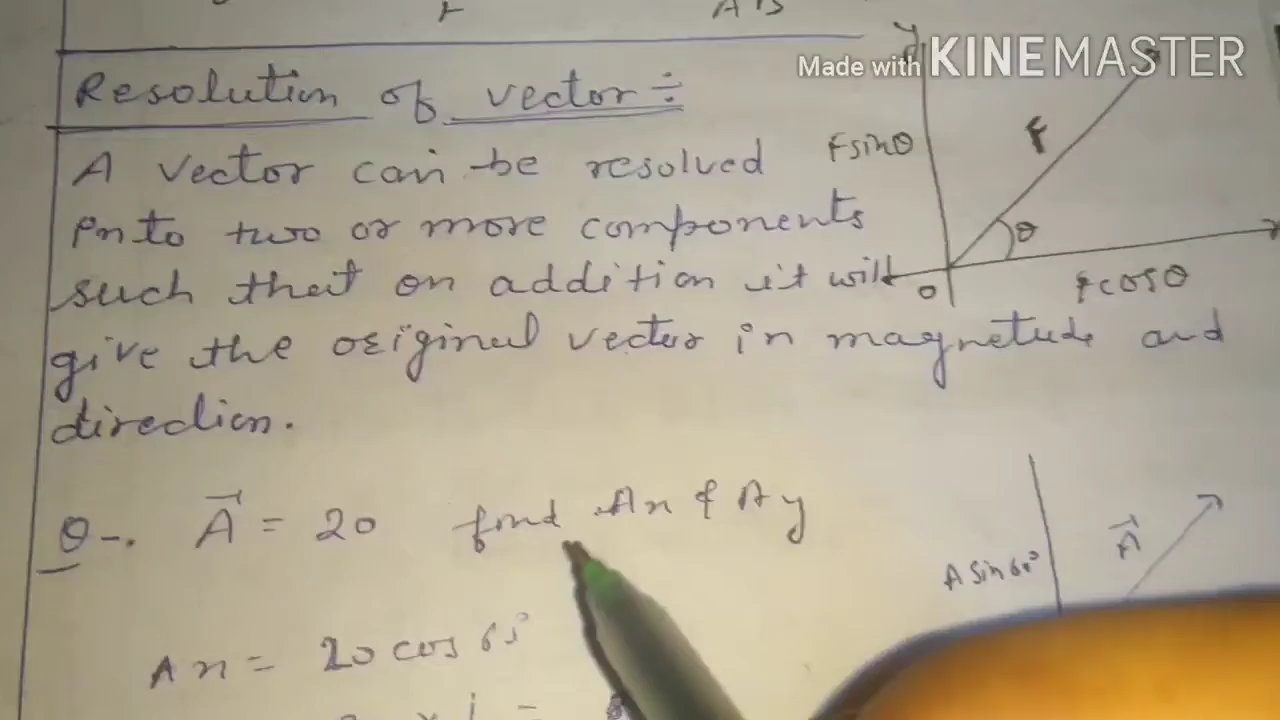 Made with KINEMASTER
Resolution of vector :-
A vector can be resolved
into two or more components
such that on addition it will
give the original vector in magnetude and
direction.
y
F sinθ
F
θ
O
F cosθ
Q-. A = 20 find Ax & Ay
A sin 60°
A
Ax = 20 cos 60°